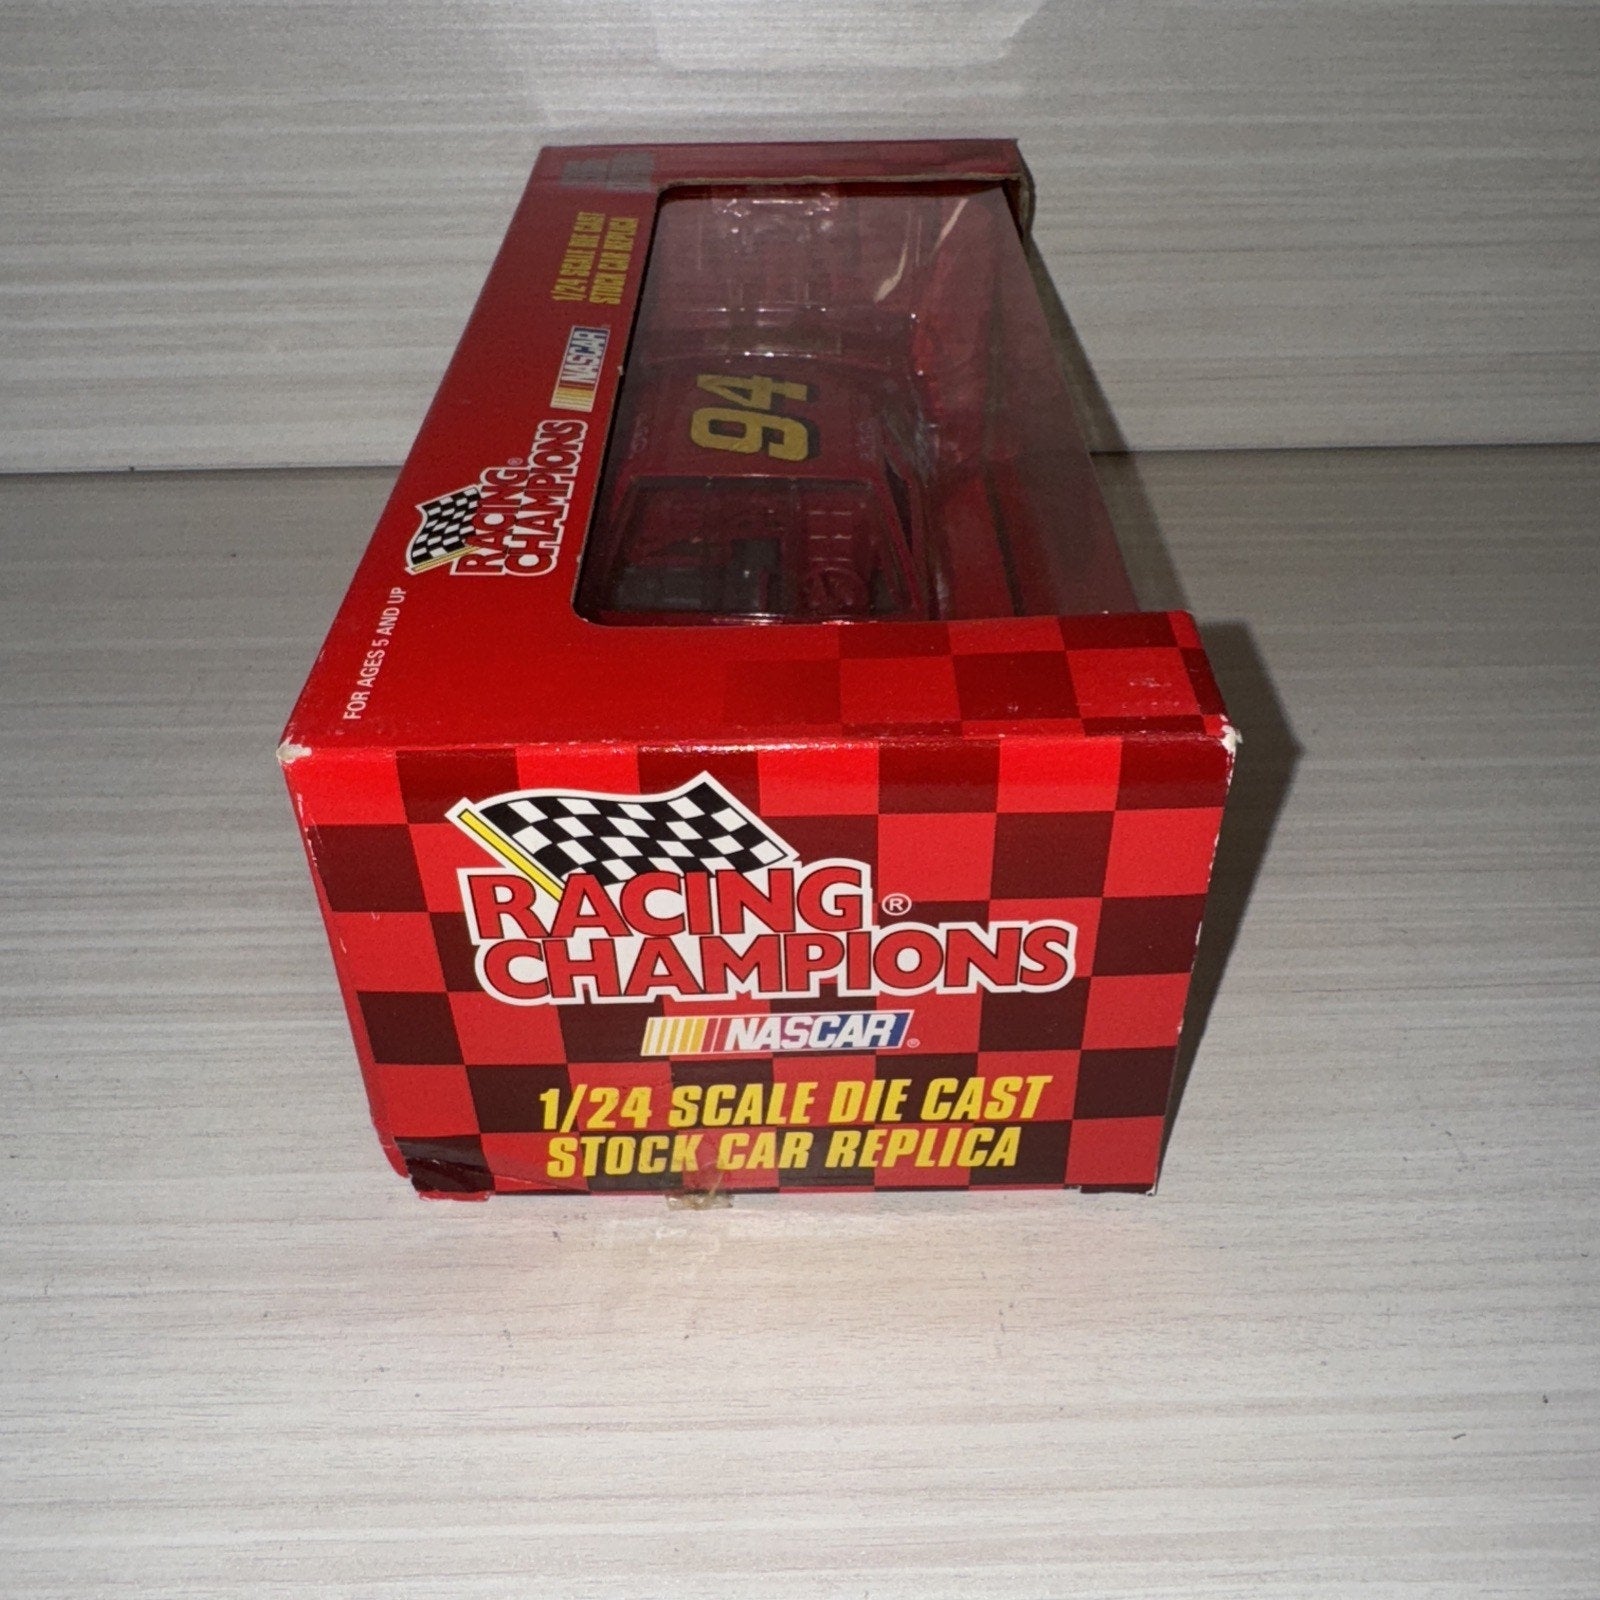 1/24 SCALE DIE CAST
STOCK CAR REPLICA
NASCAR
RACING®
CHAMPIONS
FOR AGES 5 AND UP
94
RACING®
CHAMPIONS
NASCAR®
1/24 SCALE DIE CAST
STOCK CAR REPLICA